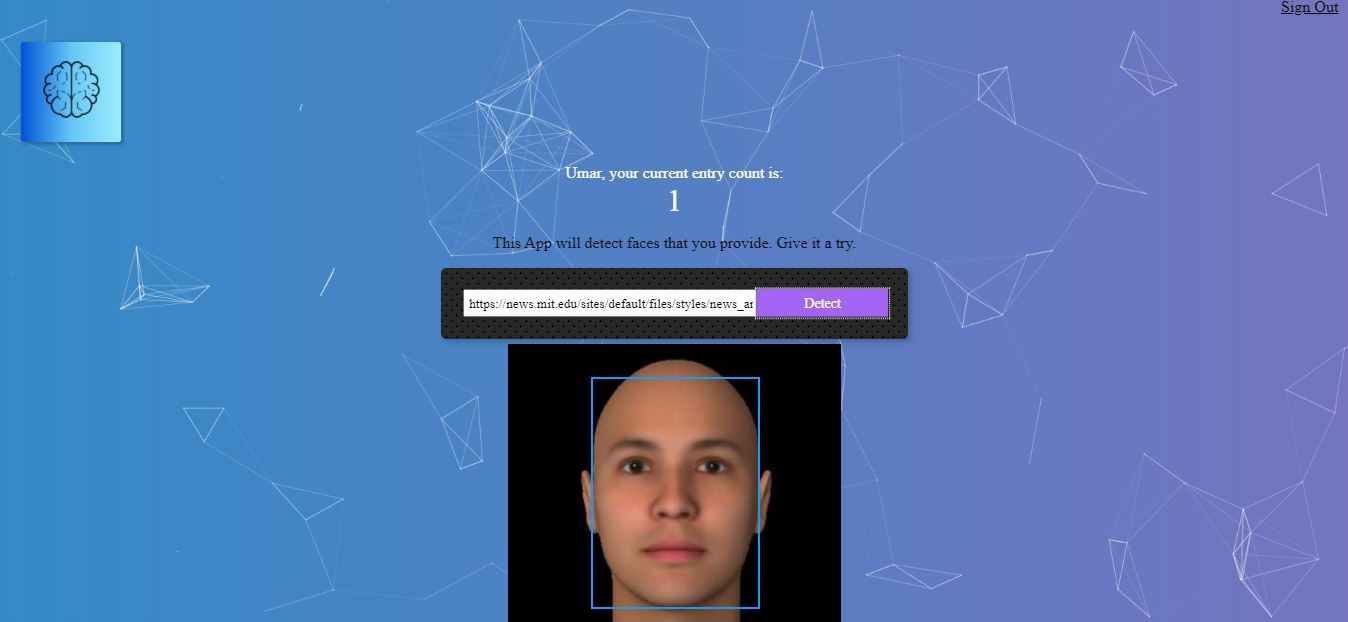 Sign Out
Umar, your current entry count is:
1
This App will detect faces that you provide. Give it a try.
https://news.mit.edu/sites/default/files/styles/news_ar
Detect